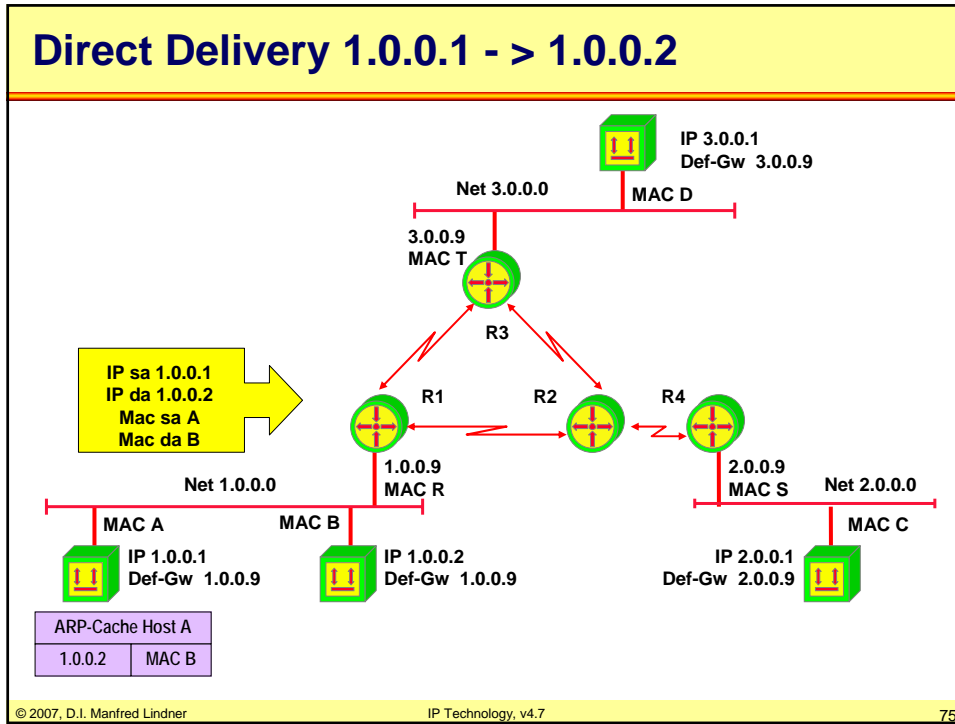 Direct Delivery 1.0.0.1 - > 1.0.0.2
IP 3.0.0.1
Def-Gw 3.0.0.9
Net 3.0.0.0
MAC D
3.0.0.9
MAC T
R3
IP sa 1.0.0.1
IP da 1.0.0.2
Mac sa A
Mac da B
R1
R2
R4
1.0.0.9
MAC R
2.0.0.9
MAC S
Net 1.0.0.0
Net 2.0.0.0
MAC A
MAC B
MAC C
IP 1.0.0.1
Def-Gw 1.0.0.9
IP 1.0.0.2
Def-Gw 1.0.0.9
IP 2.0.0.1
Def-Gw 2.0.0.9
ARP-Cache Host A
1.0.0.2 MAC B
© 2007, D.I. Manfred Lindner
IP Technology, v4.7
75